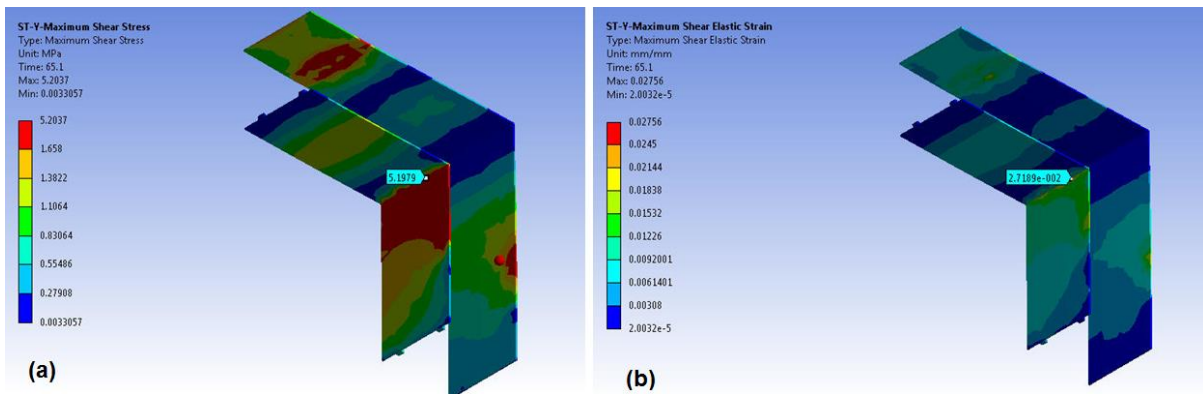 ST-Y-Maximum Shear Stress
Type: Maximum Shear Stress
Unit: MPa
Time: 65.1
Max: 5.2037
Min: 0.0033057
5.2037
1.658
1.3822
1.1064
0.83064
0.55486
0.27908
0.0033057
5.1979
(a)
ST-Y-Maximum Shear Elastic Strain
Type: Maximum Shear Elastic Strain
Unit: mm/mm
Time: 65.1
Max: 0.02756
Min: 2.0032e-5
0.02756
0.0245
0.02144
0.01838
0.01532
0.01226
0.0092001
0.0061401
0.00308
2.0032e-5
2.7189e-002
(b)